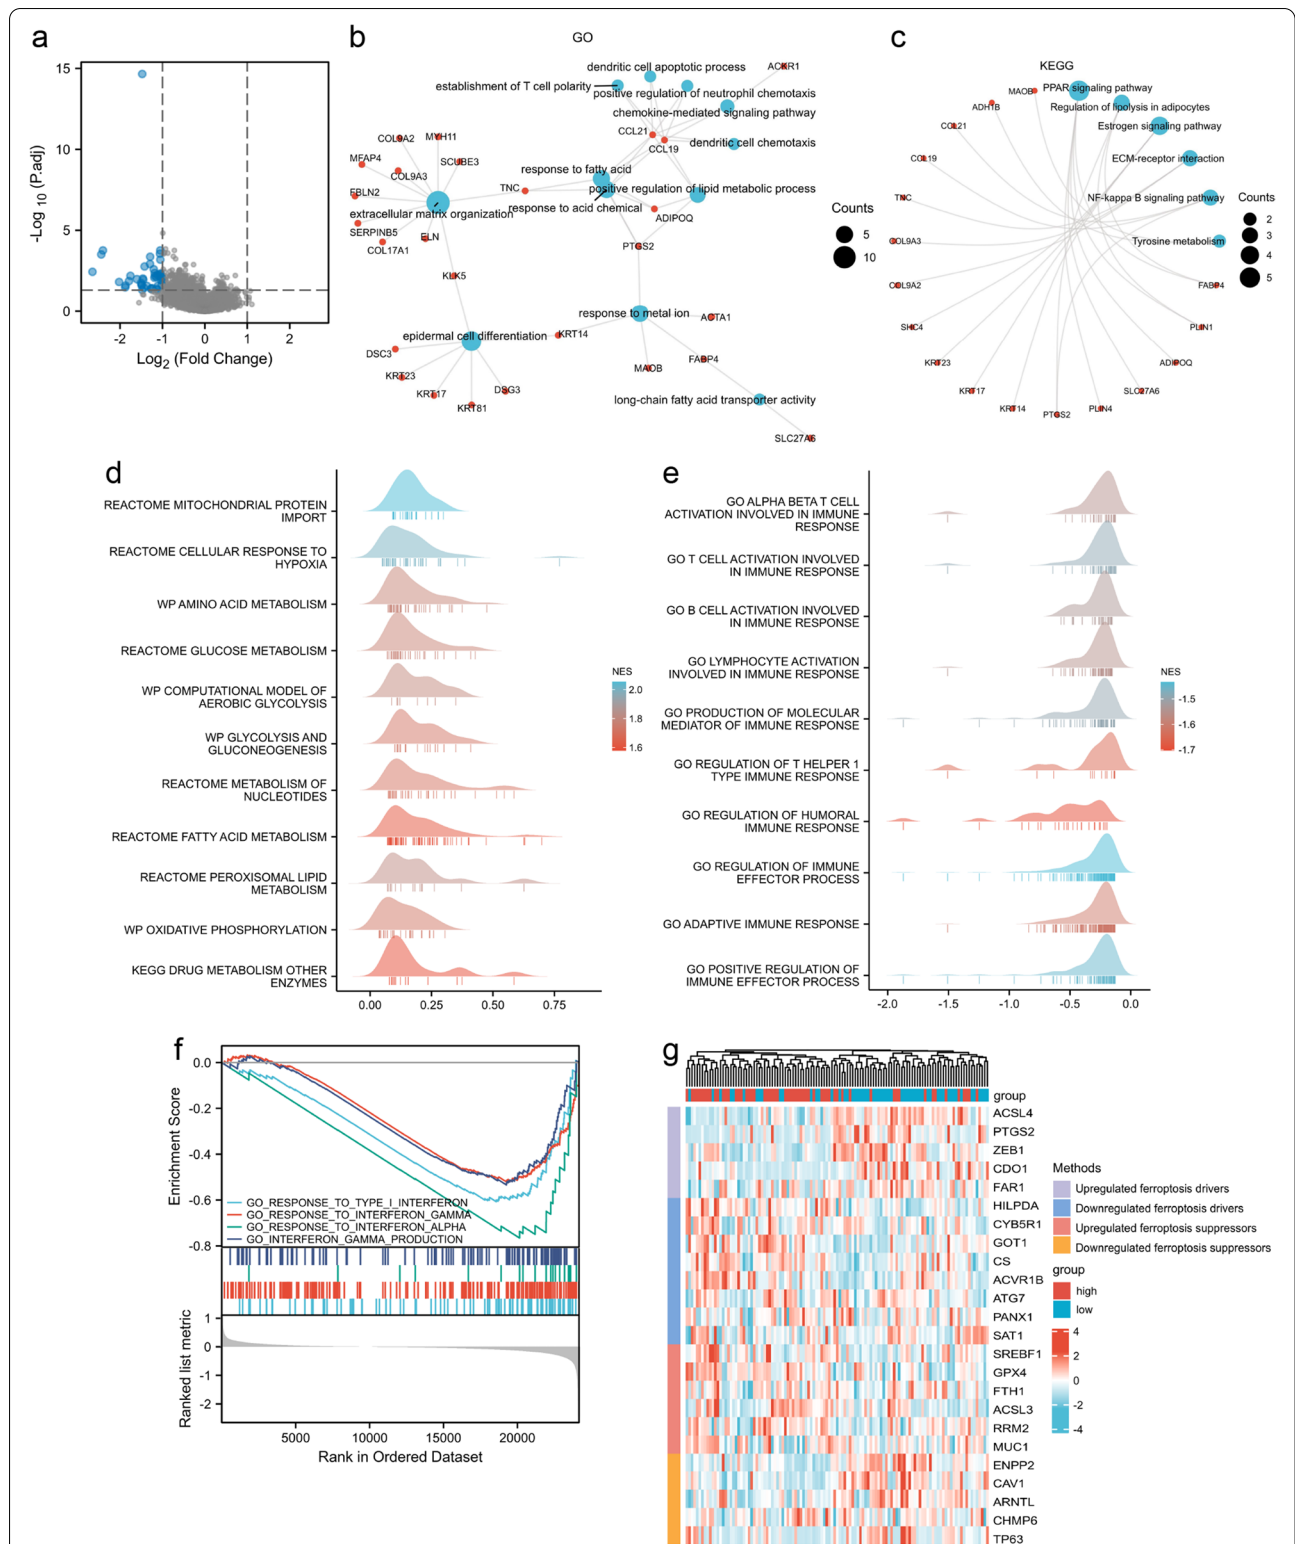 a
15
10
5
0
-2
-1
0
1
2
-Log 10 (P.adj)
Log2 (Fold Change)
b
GO
dendritic cell apoptotic process
ACKR1
establishment of T cell polarity
positive regulation of neutrophil chemotaxis
chemokine-mediated signaling pathway
CCL21
CCL19
dendritic cell chemotaxis
COL9A2
MYH11
MFAP4
SCUBE3
COL9A3
response to fatty acid
FBLN2
TNC
positive regulation of lipid metabolic process
extracellular matrix organization
response to acid chemical
ADIPOQ
SERPINB5
ELN
COL17A1
PTGS2
KLK5
response to metal ion
ACTA1
epidermal cell differentiation
KRT14
DSC3
FABP4
MAOB
KRT23
KRT17
DSG3
KRT81
long-chain fatty acid transporter activity
SLC27A6
Counts
5
10
c
KEGG
MAOB
PPAR signaling pathway
ADH1B
Regulation of lipolysis in adipocytes
CCL21
Estrogen signaling pathway
CCL19
ECM-receptor interaction
TNC
NF-kappa B signaling pathway
COL9A3
Tyrosine metabolism
COL9A2
FABP4
SHC4
PLIN1
KRT23
ADIPOQ
KRT17
SLC27A6
KRT14
PTGS2
PLIN4
Counts
2
3
4
5
d
REACTOME MITOCHONDRIAL PROTEIN
IMPORT
REACTOME CELLULAR RESPONSE TO
HYPOXIA
WP AMINO ACID METABOLISM
REACTOME GLUCOSE METABOLISM
WP COMPUTATIONAL MODEL OF
AEROBIC GLYCOLYSIS
WP GLYCOLYSIS AND
GLUCONEOGENESIS
REACTOME METABOLISM OF
NUCLEOTIDES
REACTOME FATTY ACID METABOLISM
REACTOME PEROXISOMAL LIPID
METABOLISM
WP OXIDATIVE PHOSPHORYLATION
KEGG DRUG METABOLISM OTHER
ENZYMES
0.00
0.25
0.50
0.75
NES
2.0
1.8
1.6
e
GO ALPHA BETA T CELL
ACTIVATION INVOLVED IN IMMUNE
RESPONSE
GO T CELL ACTIVATION INVOLVED
IN IMMUNE RESPONSE
GO B CELL ACTIVATION INVOLVED
IN IMMUNE RESPONSE
GO LYMPHOCYTE ACTIVATION
INVOLVED IN IMMUNE RESPONSE
GO PRODUCTION OF MOLECULAR
MEDIATOR OF IMMUNE RESPONSE
GO REGULATION OF T HELPER 1
TYPE IMMUNE RESPONSE
GO REGULATION OF HUMORAL
IMMUNE RESPONSE
GO REGULATION OF IMMUNE
EFFECTOR PROCESS
GO ADAPTIVE IMMUNE RESPONSE
GO POSITIVE REGULATION OF
IMMUNE EFFECTOR PROCESS
-2.0
-1.5
-1.0
-0.5
0.0
NES
-1.5
-1.6
-1.7
f
0.0
-0.2
-0.4
-0.6
-0.8
Enrichment Score
GO_RESPONSE_TO_TYPE_I_INTERFERON
GO_RESPONSE_TO_INTERFERON_GAMMA
GO_RESPONSE_TO_INTERFERON_ALPHA
GO_INTERFERON_GAMMA_PRODUCTION
1
0
-1
-2
Ranked list metric
5000
10000
15000
20000
Rank in Ordered Dataset
g
group
ACSL4
PTGS2
ZEB1
CDO1
FAR1
HILPDA
CYB5R1
GOT1
CS
ACVR1B
ATG7
PANX1
SAT1
SREBF1
GPX4
FTH1
ACSL3
RRM2
MUC1
ENPP2
CAV1
ARNTL
CHMP6
TP63
Methods
Upregulated ferroptosis drivers
Downregulated ferroptosis drivers
Upregulated ferroptosis suppressors
Downregulated ferroptosis suppressors
group
high
low
4
2
0
-2
-4